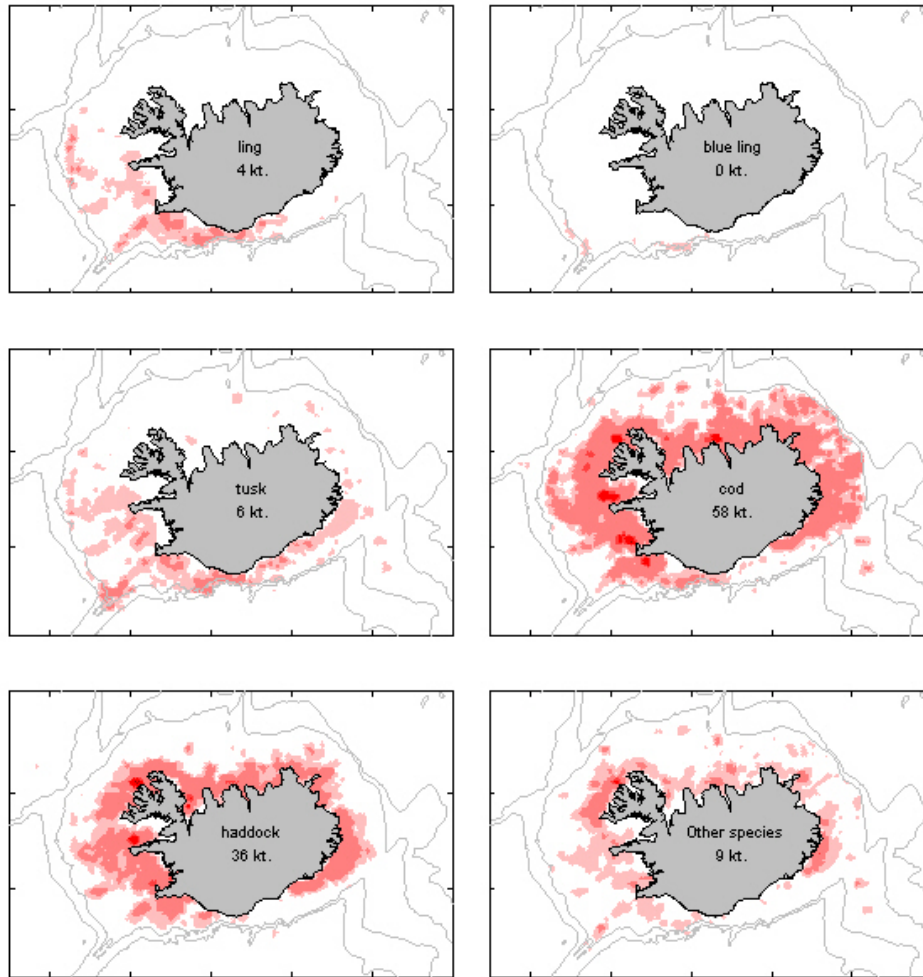 ling
4 kt.
blue ling
0 kt.
tusk
6 kt.
cod
58 kt.
haddock
36 kt.
Other species
9 kt.